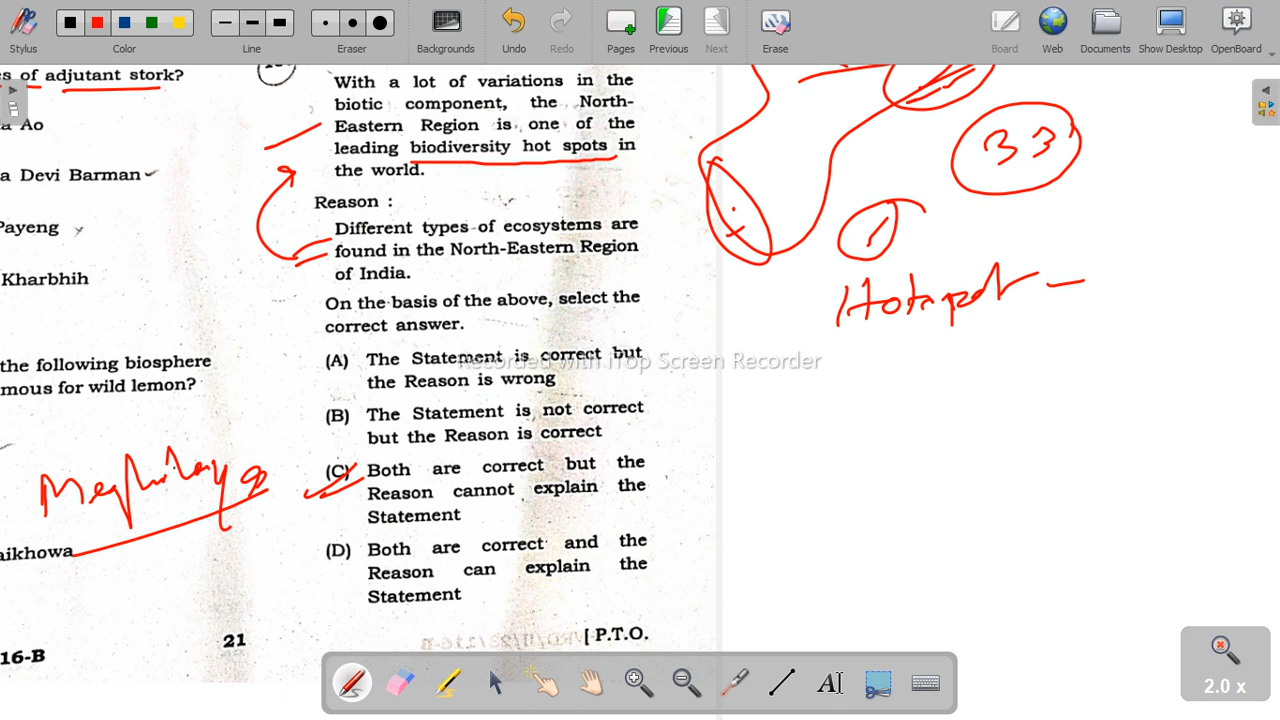 Stylus
Color
Line
Eraser
Backgrounds
Undo
Redo
Pages
Previous
Next
Erase
Board
Web
Documents
Show Desktop
OpenBoard
s of adjutant stork?
a Ao
a Devi Barman
Payeng
Kharbhih
the following biosphere
mous for wild lemon?
Meghalaya
aikhowa
16-B
21
With a lot of variations in the
biotic component, the North-
Eastern Region is one of the
leading biodiversity hot spots in
the world.
Reason :
Different types of ecosystems are
found in the North-Eastern Region
of India.
On the basis of the above, select the
correct answer.
(A) The Statement is correct but
the Reason is wrong
(B) The Statement is not correct
but the Reason is correct
(C) Both are correct but the
Reason cannot explain the
Statement
(D) Both are correct and the
Reason can explain the
Statement
[ P.T.O.
Recorded with iTop Screen Recorder
33
1
Hotspot -
2.0 x